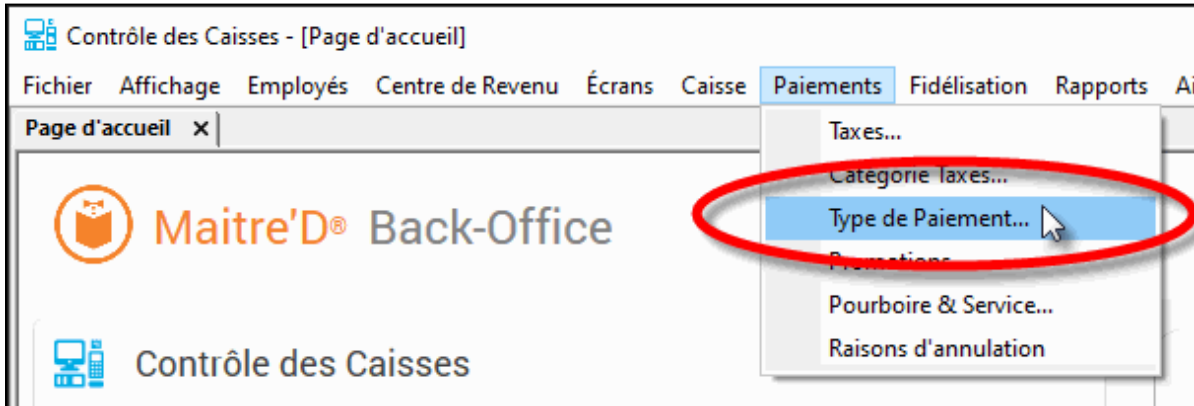 Contrôle des Caisses - [Page d'accueil]
Fichier Affichage Employés Centre de Revenu Écrans Caisse Paiements Fidélisation Rapports
Page d'accueil x
Taxes...
Catégorie Taxes...
Type de Paiement...
Promotions
Pourboire & Service...
Raisons d'annulation
Maitre'D® Back-Office
Contrôle des Caisses